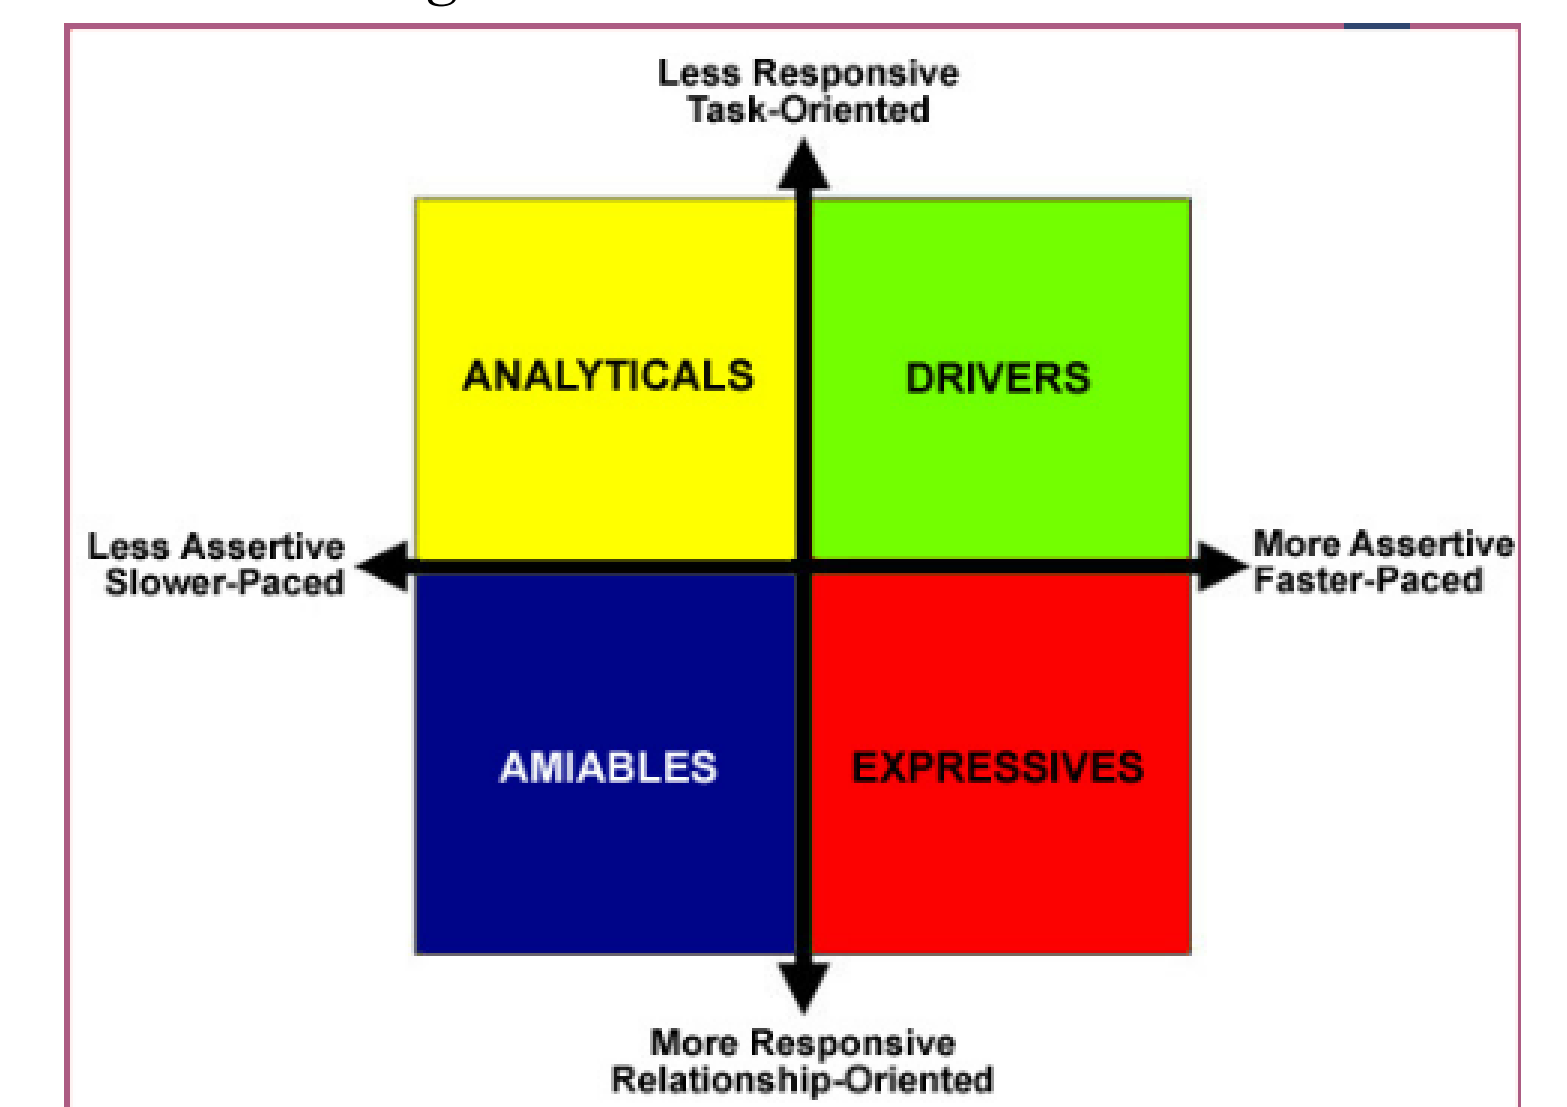 Less Responsive
Task-Oriented
ANALYTICALS
DRIVERS
Less Assertive
Slower-Paced
More Assertive
Faster-Paced
AMIABLES
EXPRESSIVES
More Responsive
Relationship-Oriented